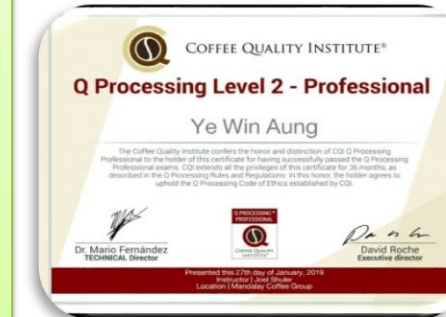 COFFEE QUALITY INSTITUTE®
Q Processing Level 2 - Professional
Ye Win Aung
The Coffee Quality Institute confers the honor and distinction of CQI Q Processing
Professional to the holder of this certificate for having successfully passed the Q Processing
Professional exams. CQI extends all the privileges of this certificate for 36 months, as
described in the Q Processing Rules and Regulations. In this honor, the holder agrees to
uphold the Q Processing Code of Ethics established by CQI.
Q PROCESSING™
PROFESSIONAL
COFFEE QUALITY
INSTITUTE®
Dr. Mario Fernández
TECHNICAL Director
David Roche
Executive director
Presented this 27th day of January, 2019
Instructor | Joel Shuler
Location | Mandalay Coffee Group